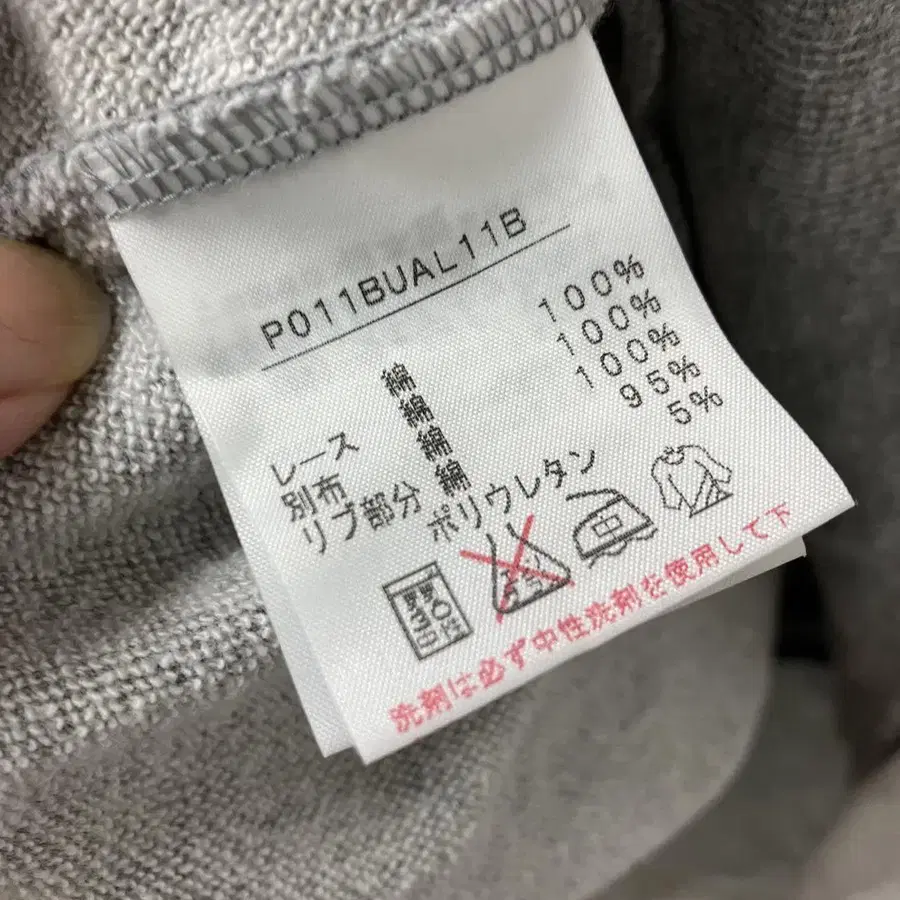 P011BUAL11B
綿 100%
レース 綿 100%
別布 綿 100%
リブ部分 綿 95%
ポリウレタン 5%
洗剤は必ず中性洗剤を使用して下